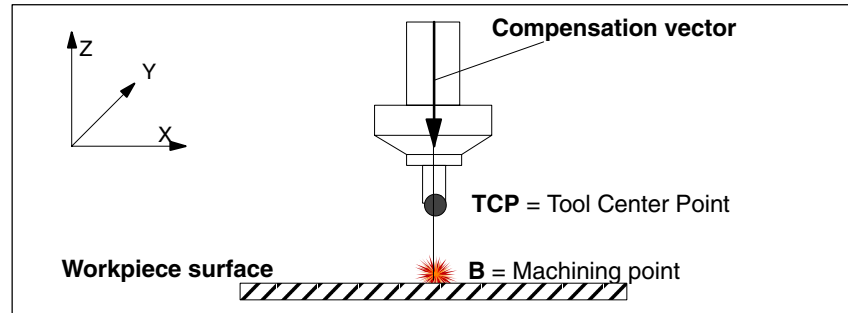 Compensation vector
Z
Y
X
TCP = Tool Center Point
Workpiece surface
B = Machining point